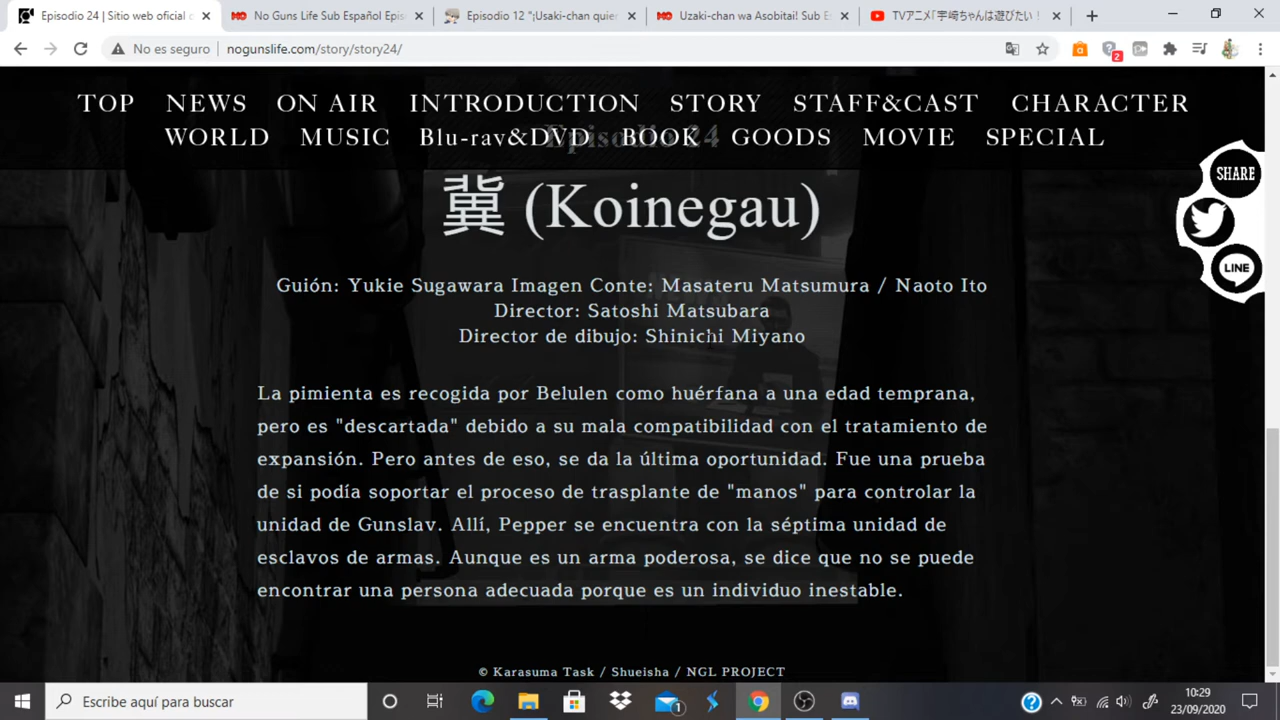 Episodio 24 | Sitio web oficial c
No Guns Life Sub Español Epis
Episodio 12 "¡Usaki-chan quier
Uzaki-chan wa Asobitai! Sub E
TVアニメ「宇崎ちゃんは遊びたい！
No es seguro
nogunslife.com/story/story24/
2
TOP NEWS ON AIR INTRODUCTION STORY STAFF&CAST CHARACTER
WORLD MUSIC Blu-ray&DVD BOOK GOODS MOVIE SPECIAL
Episodio 24
冀 (Koinegau)
SHARE
LINE
Guión: Yukie Sugawara Imagen Conte: Masateru Matsumura / Naoto Ito
Director: Satoshi Matsubara
Director de dibujo: Shinichi Miyano
La pimienta es recogida por Belulen como huérfana a una edad temprana,
pero es "descartada" debido a su mala compatibilidad con el tratamiento de
expansión. Pero antes de eso, se da la última oportunidad. Fue una prueba
de si podía soportar el proceso de trasplante de "manos" para controlar la
unidad de Gunslav. Allí, Pepper se encuentra con la séptima unidad de
esclavos de armas. Aunque es un arma poderosa, se dice que no se puede
encontrar una persona adecuada porque es un individuo inestable.
© Karasuma Task / Shueisha / NGL PROJECT
Escribe aquí para buscar
1
10:29
23/09/2020